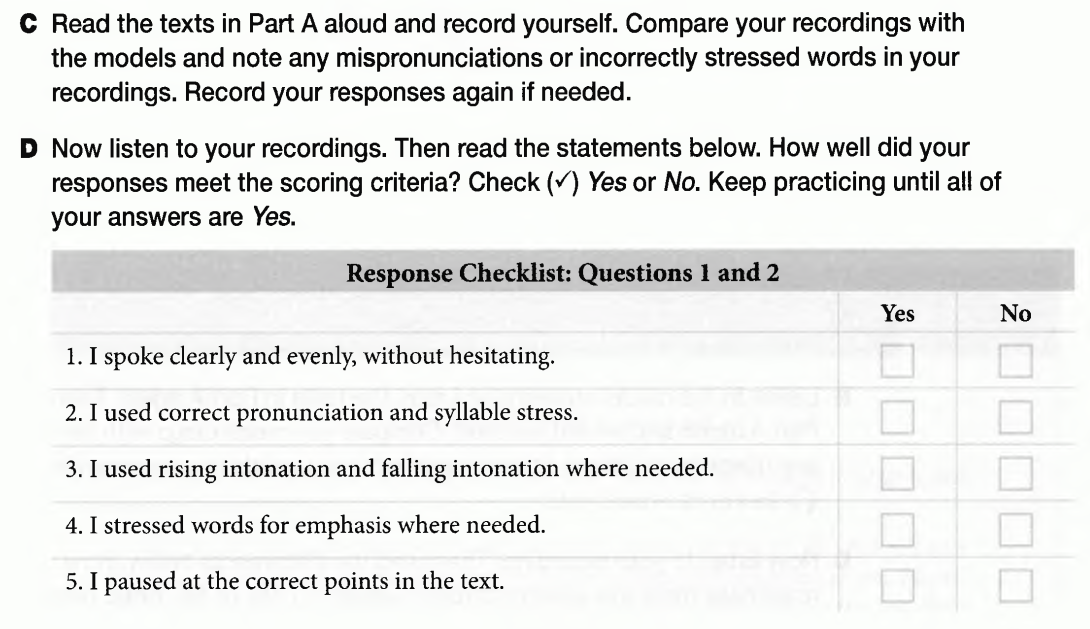 C Read the texts in Part A aloud and record yourself. Compare your recordings with
the models and note any mispronunciations or incorrectly stressed words in your
recordings. Record your responses again if needed.
D Now listen to your recordings. Then read the statements below. How well did your
responses meet the scoring criteria? Check (✓) Yes or No. Keep practicing until all of
your answers are Yes.
Response Checklist: Questions 1 and 2
Yes No
1. I spoke clearly and evenly, without hesitating.
2. I used correct pronunciation and syllable stress.
3. I used rising intonation and falling intonation where needed.
4. I stressed words for emphasis where needed.
5. I paused at the correct points in the text.